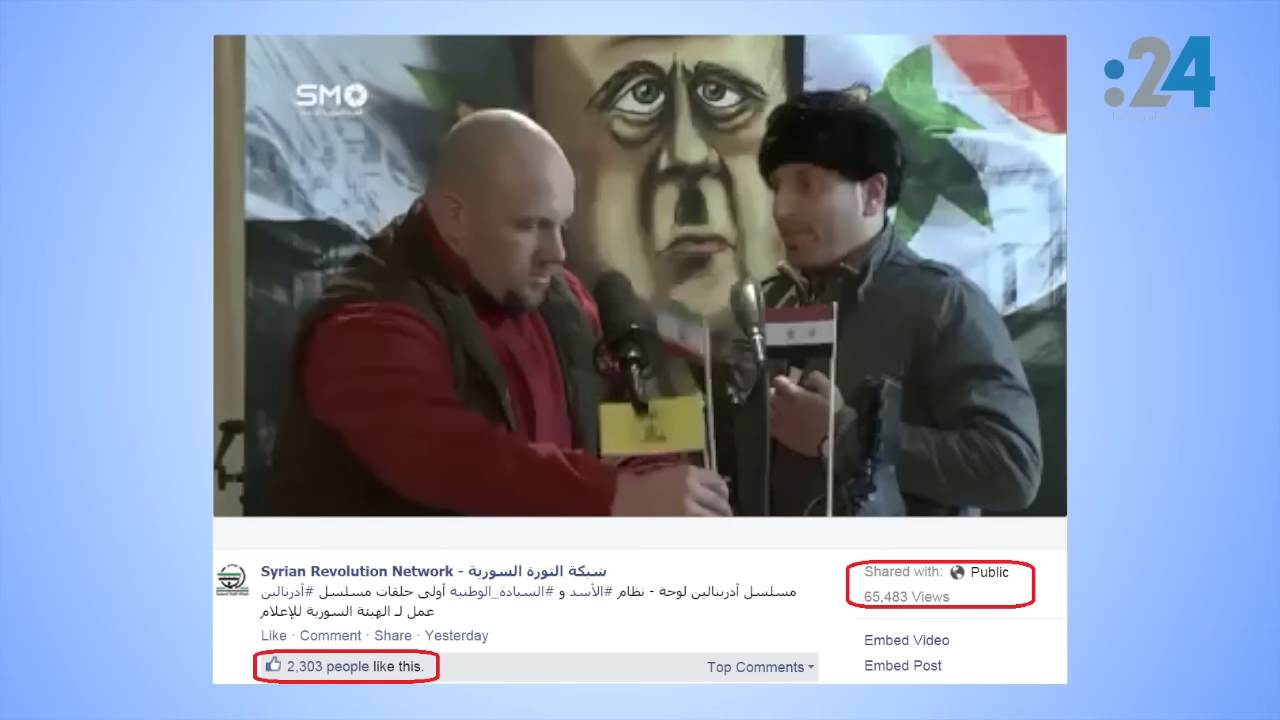 SMO
:24
Syrian Revolution Network - شبكة الثورة السورية
مسلسل أدرينالين لوحة - نظام #الأسد و #السيادة_الوطنية أولى حلقات مسلسل #أدرنالين
عمل لـ الهيئة السورية للإعلام
Like · Comment · Share · Yesterday
2,303 people like this.
Top Comments
Shared with: Public
65,483 Views
Embed Video
Embed Post